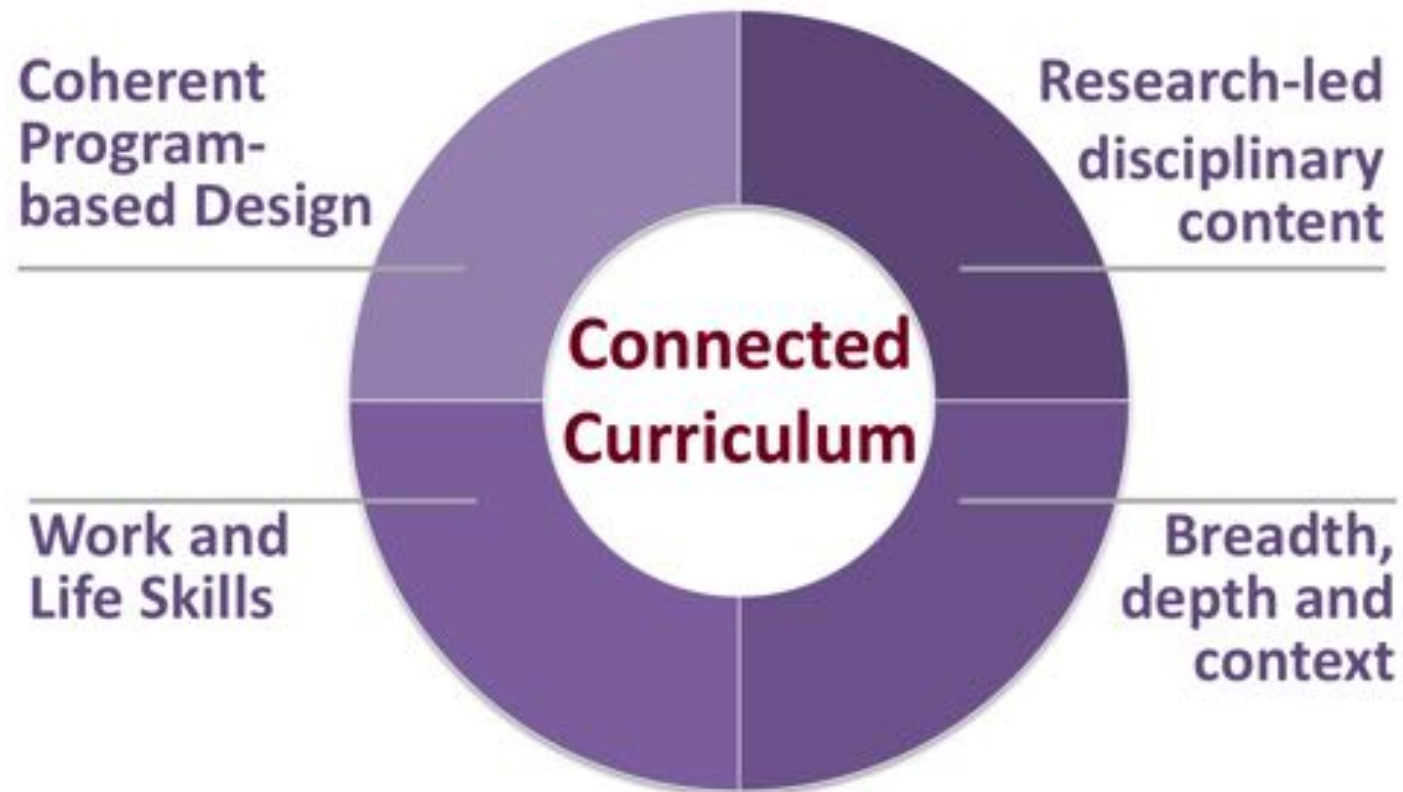 Coherent
Program-
based Design
Research-led
disciplinary
content
Connected
Curriculum
Work and
Life Skills
Breadth,
depth and
context